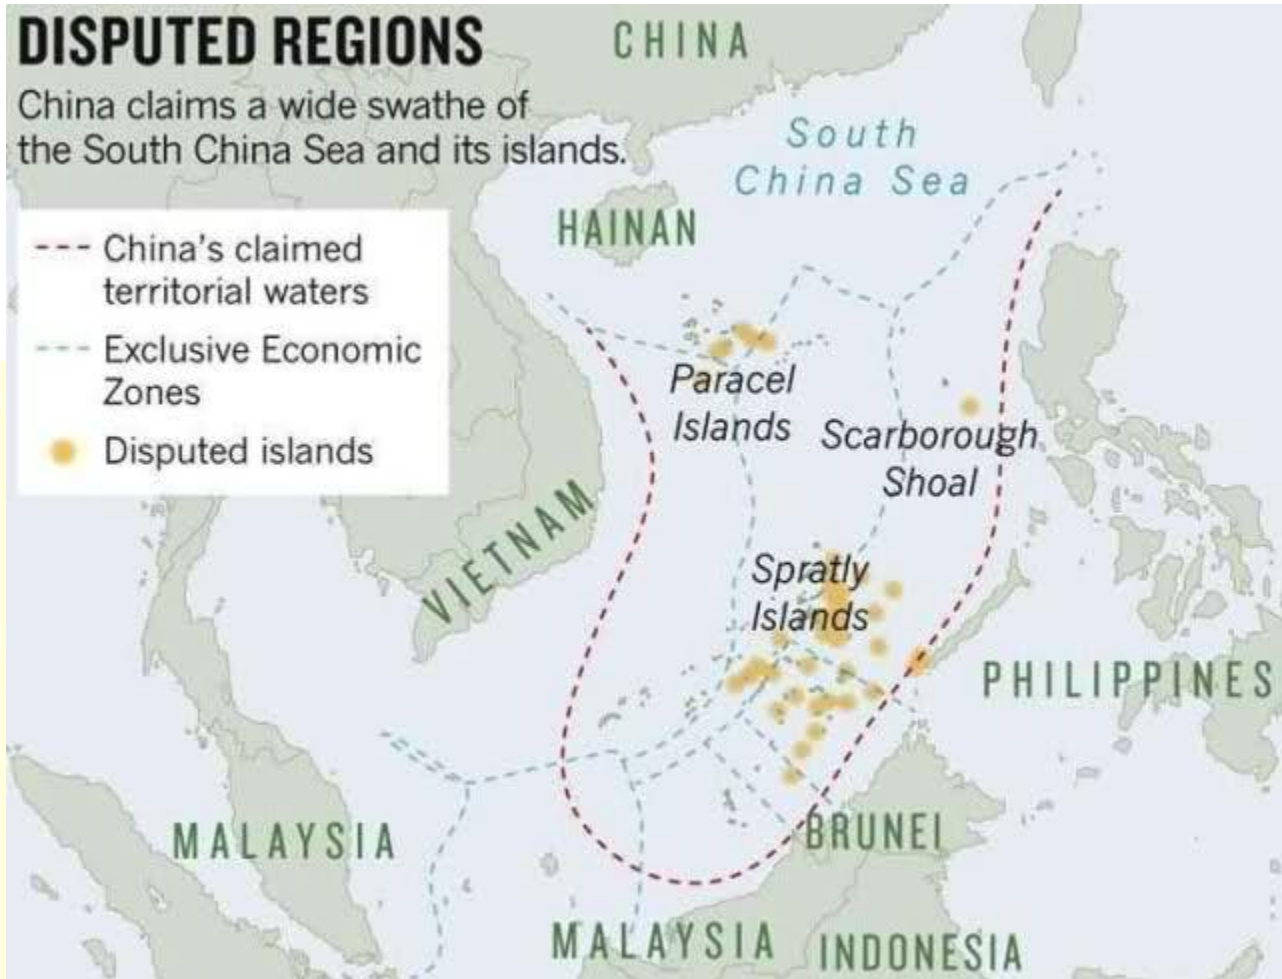 DISPUTED REGIONS
China claims a wide swathe of
the South China Sea and its islands.
China's claimed
territorial waters
Exclusive Economic
Zones
Disputed islands
CHINA
South
China Sea
HAINAN
Paracel
Islands
Scarborough
Shoal
VIETNAM
Spratly
Islands
PHILIPPINES
MALAYSIA
BRUNEI
MALAYSIA
INDONESIA